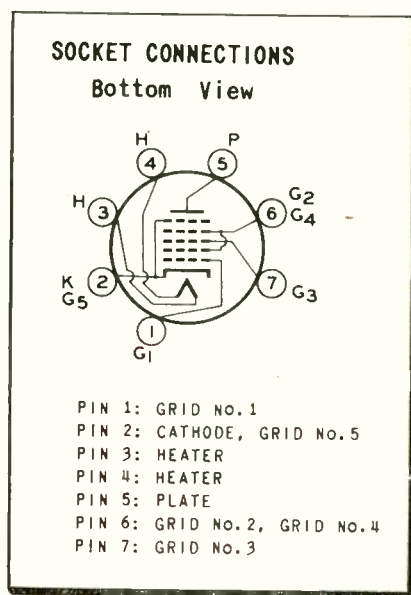 SOCKET CONNECTIONS
Bottom View
H
P
4
5
H
G2
3
6
G4
K
2
7
G3
G5
1
G1
PIN 1: GRID NO.1
PIN 2: CATHODE, GRID NO.5
PIN 3: HEATER
PIN 4: HEATER
PIN 5: PLATE
PIN 6: GRID NO.2, GRID NO.4
PIN 7: GRID NO.3